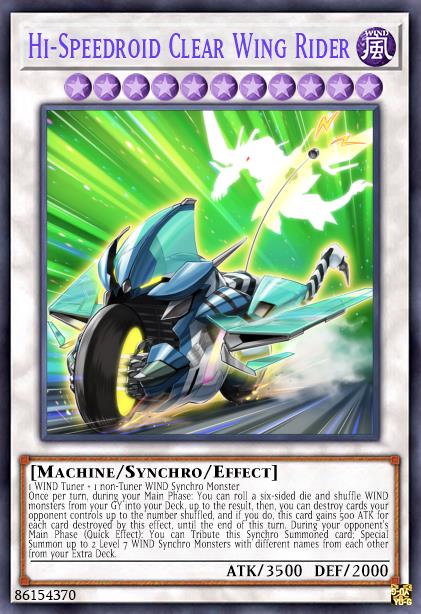 Hi-Speedroid Clear Wing Rider
WIND
風
[Machine/Synchro/Effect]
1 WIND Tuner + 1 non-Tuner WIND Synchro Monster
Once per turn, during your Main Phase: You can roll a six-sided die and shuffle WIND
monsters from your GY into your Deck, up to the result, then, you can destroy cards your
opponent controls up to the number shuffled, and if you do, this card gains 500 ATK for
each card destroyed by this effect, until the end of this turn. During your opponent's
Main Phase (Quick Effect): You can Tribute this Synchro Summoned card; Special
Summon up to 2 Level 7 WIND Synchro Monsters with different names from each other
from your Extra Deck.
ATK/3500 DEF/2000
86154370